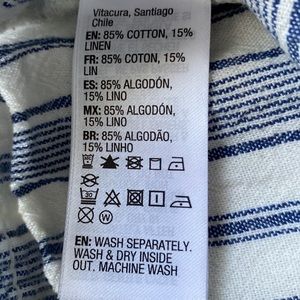 Vitacura, Santiago
Chile
EN: 85% COTTON, 15%
LINEN
FR: 85% COTON, 15%
LIN
ES: 85% ALGODÓN,
15% LINO
MX: 85% ALGODÓN,
15% LINO
BR: 85% ALGODÃO,
15% LINHO
30
W
EN: WASH SEPARATELY.
WASH & DRY INSIDE
OUT. MACHINE WASH